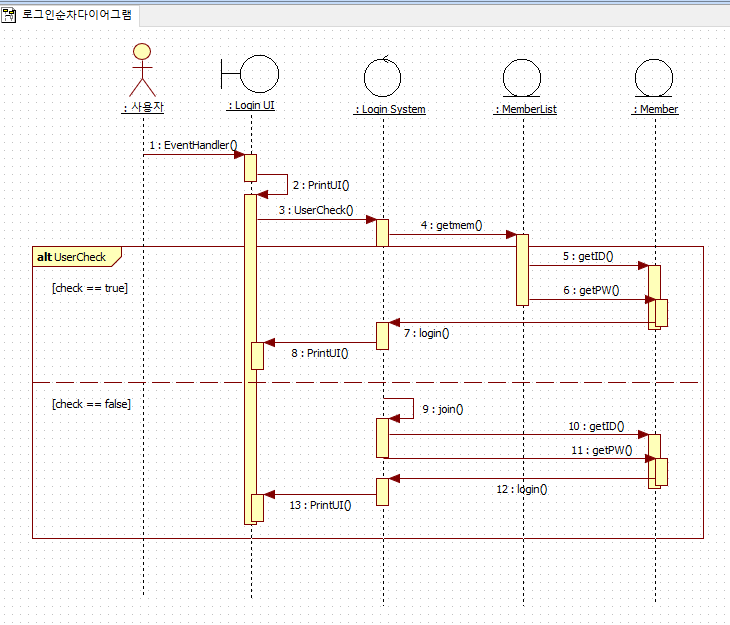 로그인순차다이어그램
: 사용자
: Login UI
: Login System
: MemberList
: Member
1 : EventHandler()
2 : PrintUI()
3 : UserCheck()
4 : getmem()
alt UserCheck
5 : getID()
[check == true]
6 : getPW()
7 : login()
8 : PrintUI()
[check == false]
9 : join()
10 : getID()
11 : getPW()
12 : login()
13 : PrintUI()